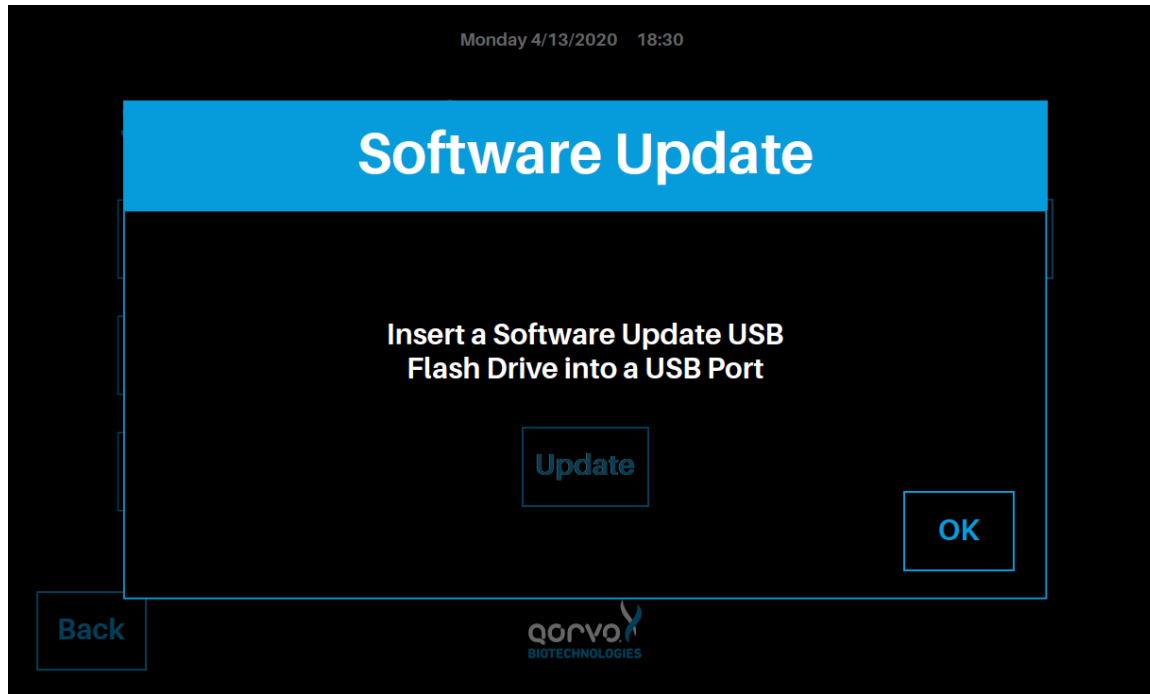 Monday 4/13/2020 18:30
Software Update
Insert a Software Update USB
Flash Drive into a USB Port
Update
OK
Back
QORVO
BIOTECHNOLOGIES